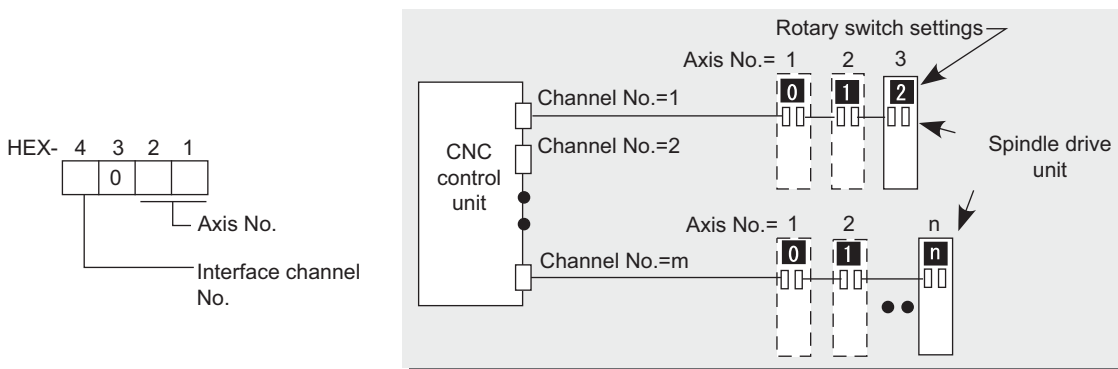 HEX- 4 3 2 1
0
Axis No.
Interface channel
No.
Rotary switch settings
Axis No.= 1 2 3
0 1 2
Channel No.=1
Channel No.=2
CNC
control
unit
Spindle drive
unit
Axis No.= 1 2 n
0 1 n
Channel No.=m